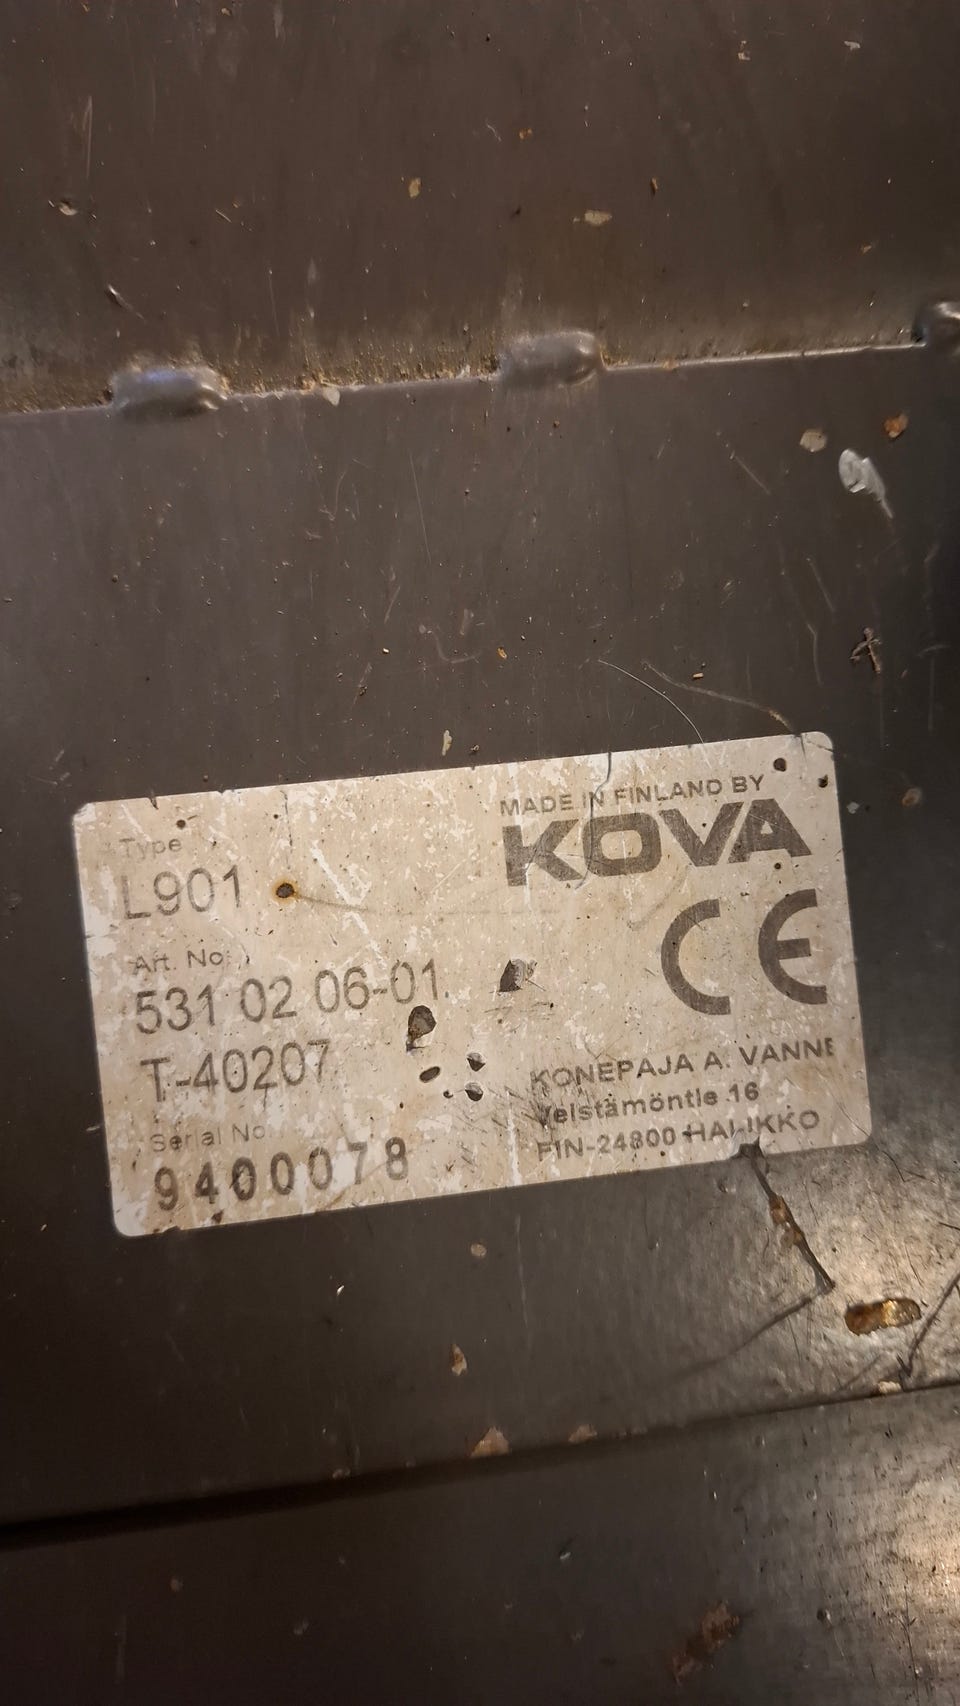 Type
L901
Art. No.
531 02 06-01
T-40207
Serial No.
9400078
MADE IN FINLAND BY
KOVA
CE
KONEPAJA A. VANNE
16
FIN-24800 HALIKKO